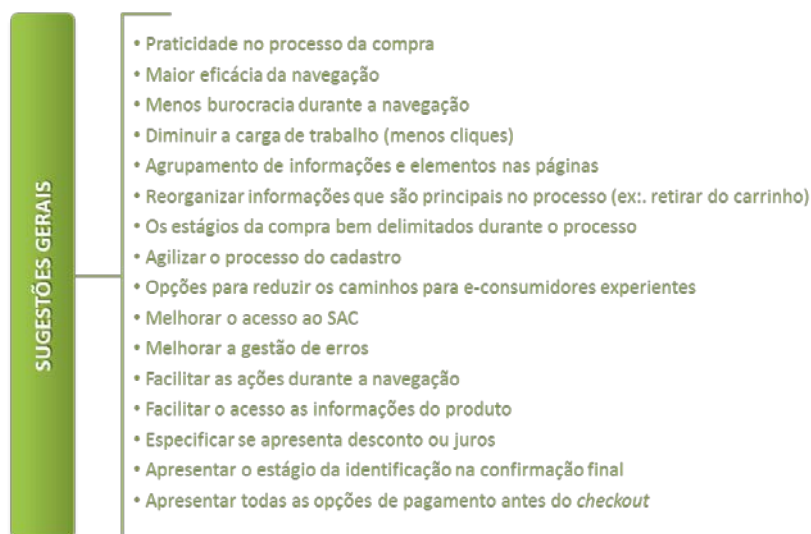 SUGESTÕES GERAIS
• Praticidade no processo da compra
• Maior eficácia da navegação
• Menos burocracia durante a navegação
• Diminuir a carga de trabalho (menos cliques)
• Agrupamento de informações e elementos nas páginas
• Reorganizar informações que são principais no processo (ex:. retirar do carrinho)
• Os estágios da compra bem delimitados durante o processo
• Agilizar o processo do cadastro
• Opções para reduzir os caminhos para e-consumidores experientes
• Melhorar o acesso ao SAC
• Melhorar a gestão de erros
• Facilitar as ações durante a navegação
• Facilitar o acesso as informações do produto
• Especificar se apresenta desconto ou juros
• Apresentar o estágio da identificação na confirmação final
• Apresentar todas as opções de pagamento antes do checkout